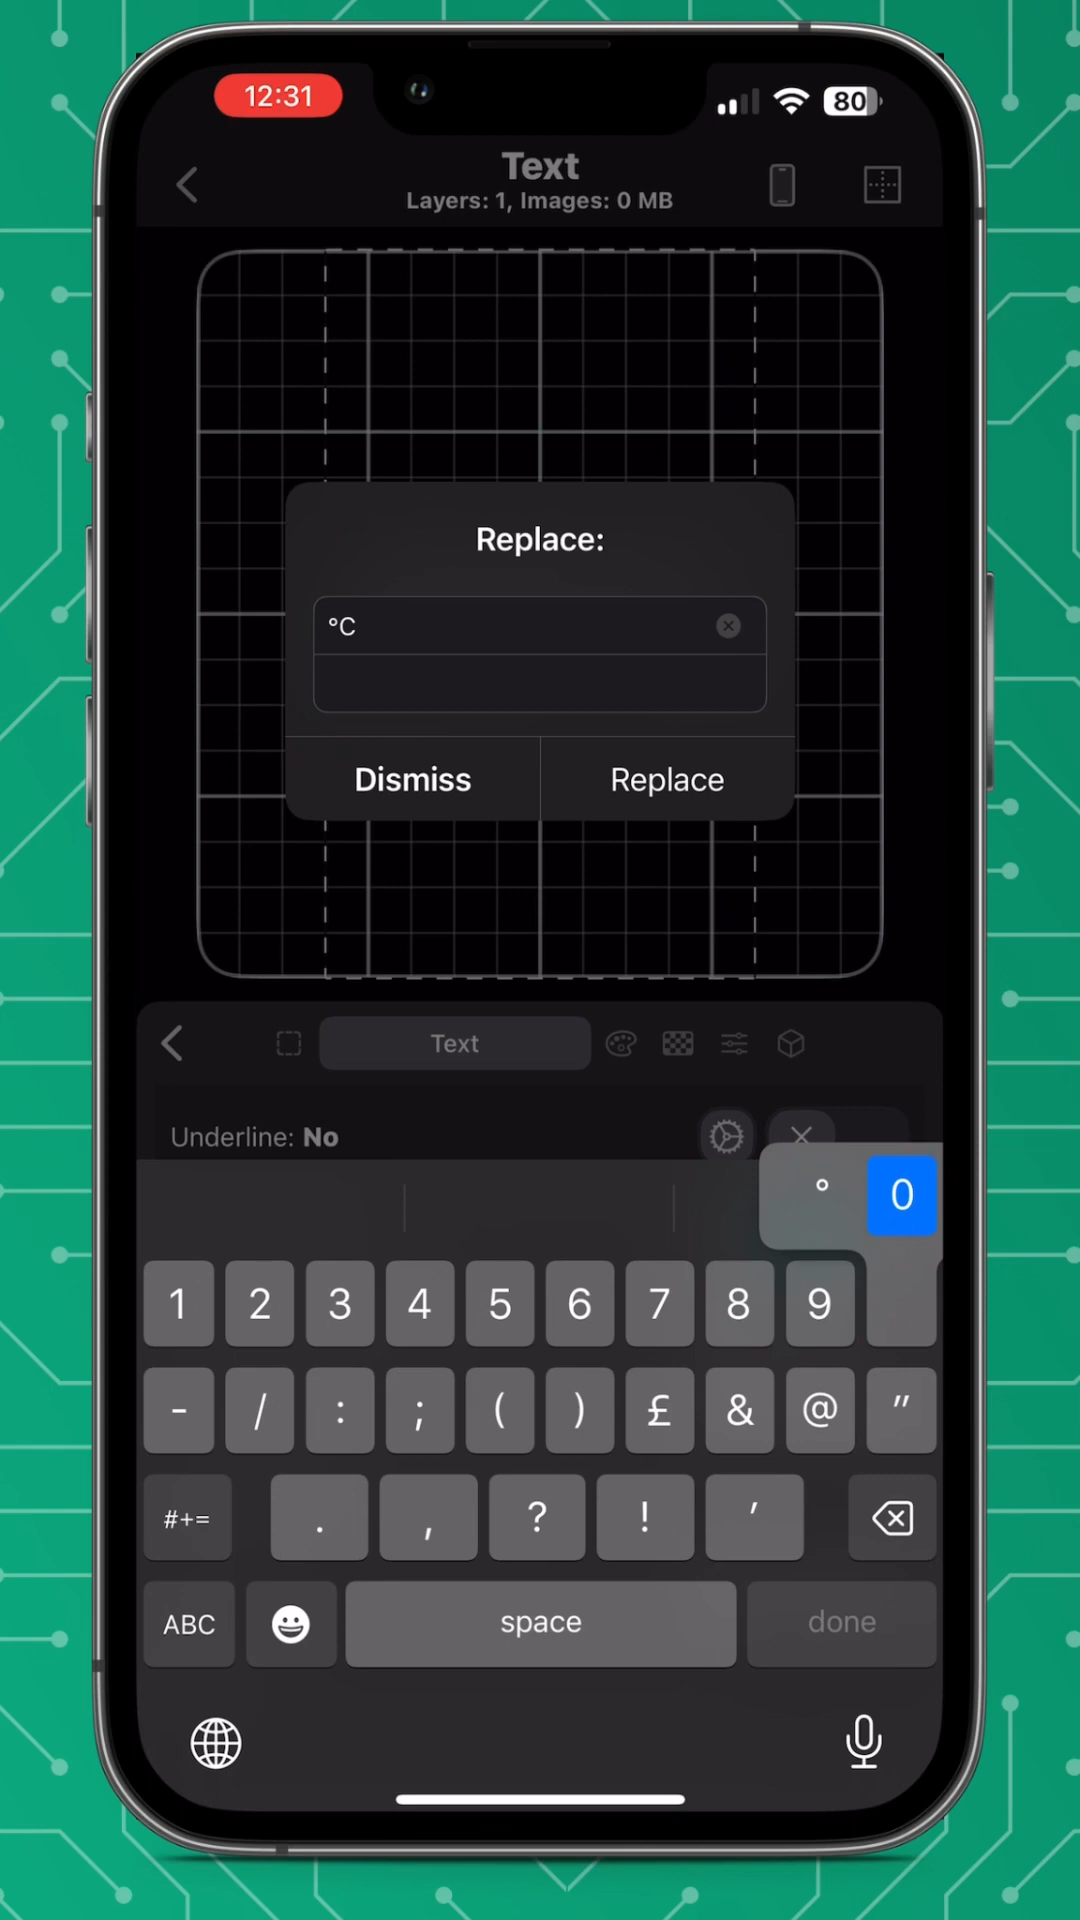 12:31
80
Text
Layers: 1, Images: 0 MB
Replace:
°C
Dismiss Replace
Text
Underline: No
° 0
1 2 3 4 5 6 7 8 9
- / : ; ( ) £ & @ "
#+= . , ? ! '
ABC space done